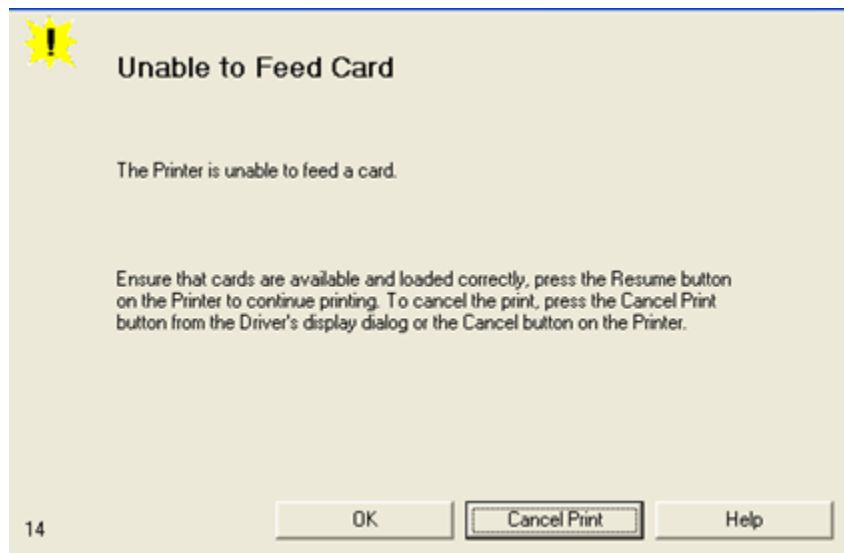 !
Unable to Feed Card
The Printer is unable to feed a card.
Ensure that cards are available and loaded correctly, press the Resume button
on the Printer to continue printing. To cancel the print, press the Cancel Print
button from the Driver's display dialog or the Cancel button on the Printer.
14
OK
Cancel Print
Help